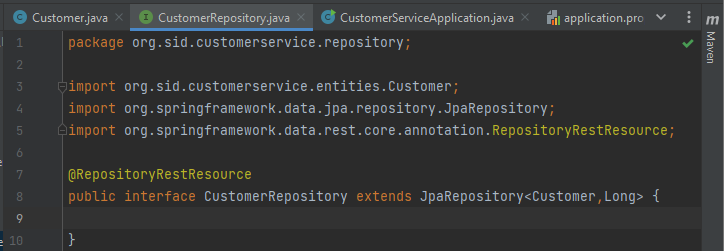 Customer.java × CustomerRepository.java × CustomerServiceApplication.java × application.pro
m
Maven
1 package org.sid.customerservice.repository;
2
3 import org.sid.customerservice.entities.Customer;
4 import org.springframework.data.jpa.repository.JpaRepository;
5 import org.springframework.data.rest.core.annotation.RepositoryRestResource;
6
7 @RepositoryRestResource
8 public interface CustomerRepository extends JpaRepository<Customer,Long> {
9
10 }